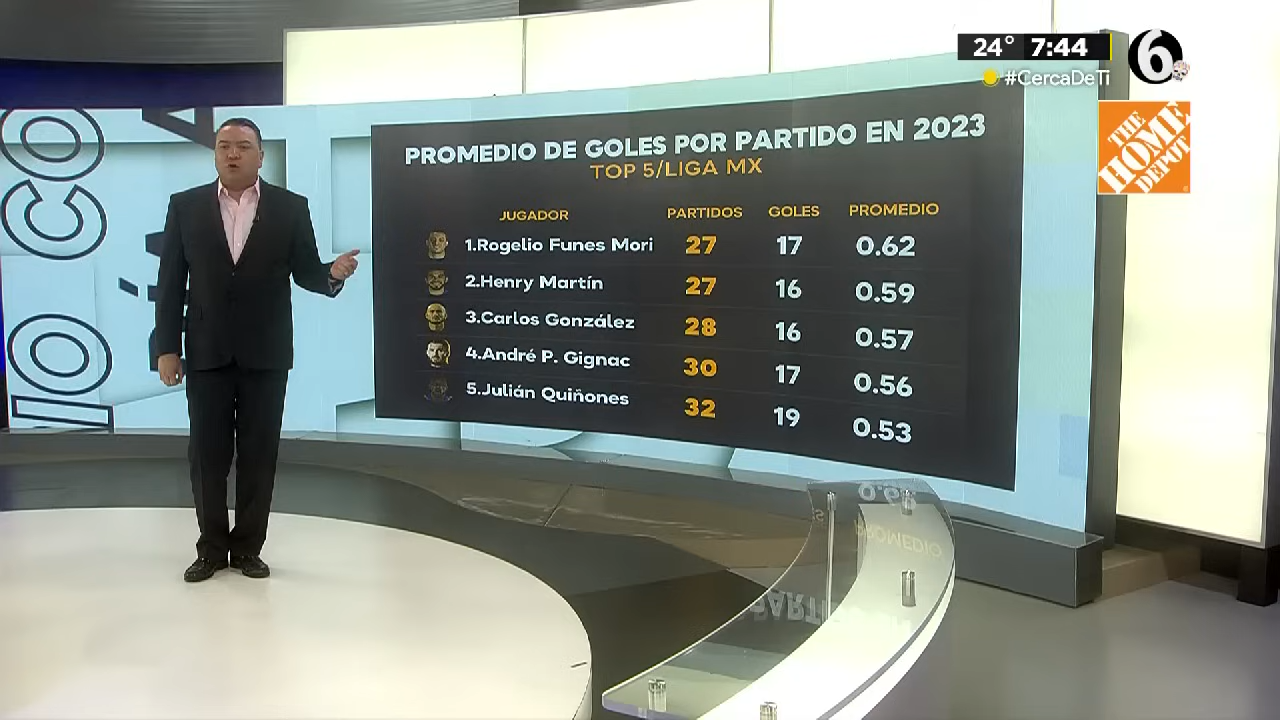 24° 7:44
6
#CercaDeTi
THE
HOME
DEPOT
PROMEDIO DE GOLES POR PARTIDO EN 2023
TOP 5/LIGA MX
JUGADOR PARTIDOS GOLES PROMEDIO
1.Rogelio Funes Mori 27 17 0.62
2.Henry Martín 27 16 0.59
3.Carlos González 28 16 0.57
4.André P. Gignac 30 17 0.56
5.Julián Quiñones 32 19 0.53
PROMEDIO